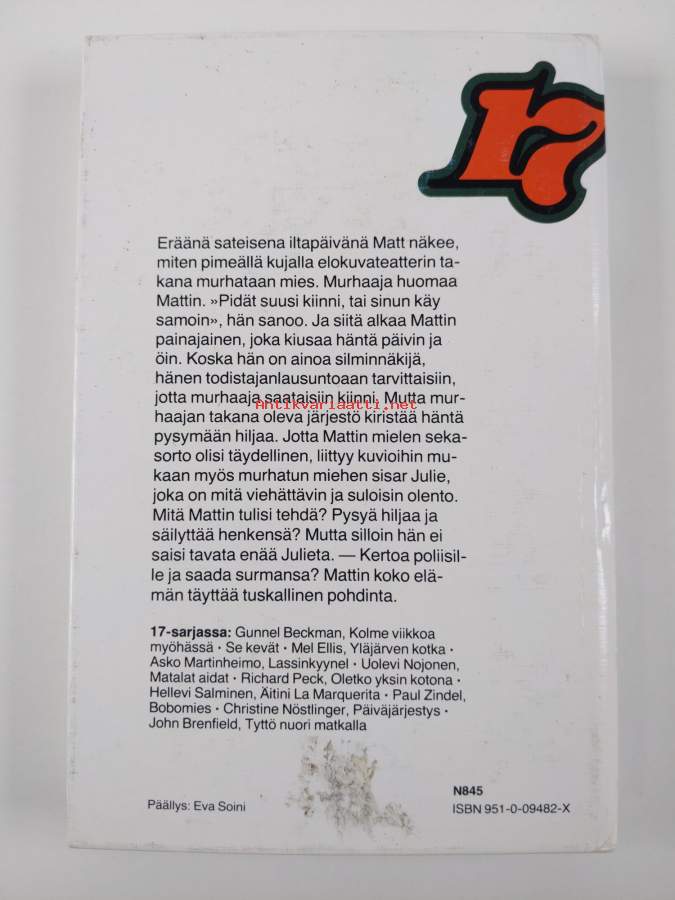 17
Eräänä sateisena iltapäivänä Matt näkee,
miten pimeällä kujalla elokuvateatterin ta-
kana murhataan mies. Murhaaja huomaa
Mattin. »Pidät suusi kiinni, tai sinun käy
samoin», hän sanoo. Ja siitä alkaa Mattin
painajainen, joka kiusaa häntä päivin ja
öin. Koska hän on ainoa silminnäkijä,
hänen todistajanlausuntoaan tarvittaisiin,
jotta murhaaja saataisiin kiinni. Mutta mur-
Antikvariaatti.net
haajan takana oleva järjestö kiristää häntä
pysymään hiljaa. Jotta Mattin mielen seka-
sorto olisi täydellinen, liittyy kuvioihin mu-
kaan myös murhatun miehen sisar Julie,
joka on mitä viehättävin ja suloisin olento.
Mitä Mattin tulisi tehdä? Pysyä hiljaa ja
säilyttää henkensä? Mutta silloin hän ei
saisi tavata enää Julieta. — Kertoa poliisil-
le ja saada surmansa? Mattin koko elä-
män täyttää tuskallinen pohdinta.
17-sarjassa: Gunnel Beckman, Kolme viikkoa
myöhässä · Se kevät · Mel Ellis, Yläjärven kotka ·
Asko Martinheimo, Lassinkyynel · Uolevi Nojonen,
Matalat aidat · Richard Peck, Oletko yksin kotona ·
Hellevi Salminen, Äitini La Marquerita · Paul Zindel,
Bobomies · Christine Nöstlinger, Päiväjärjestys ·
John Brenfield, Tyttö nuori matkalla
N845
Päällys: Eva Soini
ISBN 951-0-09482-X